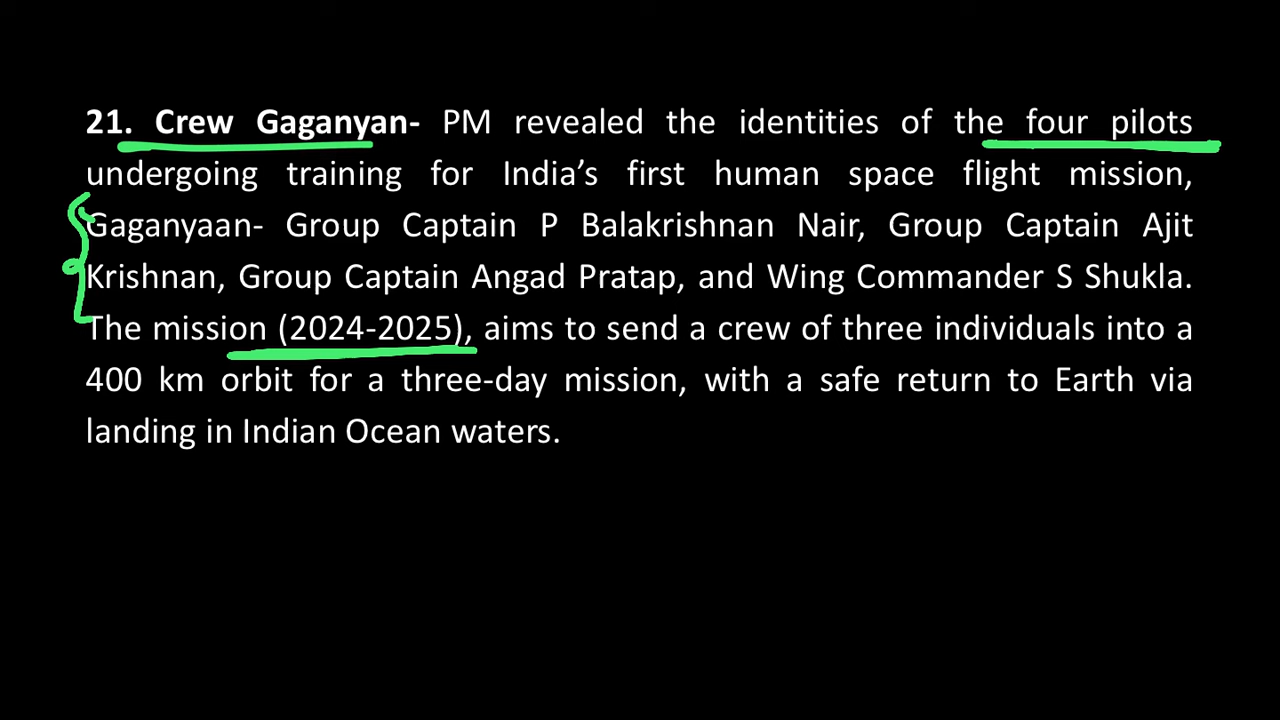 21. Crew Gaganyan- PM revealed the identities of the four pilots
undergoing training for India’s first human space flight mission,
Gaganyaan- Group Captain P Balakrishnan Nair, Group Captain Ajit
Krishnan, Group Captain Angad Pratap, and Wing Commander S Shukla.
The mission (2024-2025), aims to send a crew of three individuals into a
400 km orbit for a three-day mission, with a safe return to Earth via
landing in Indian Ocean waters.